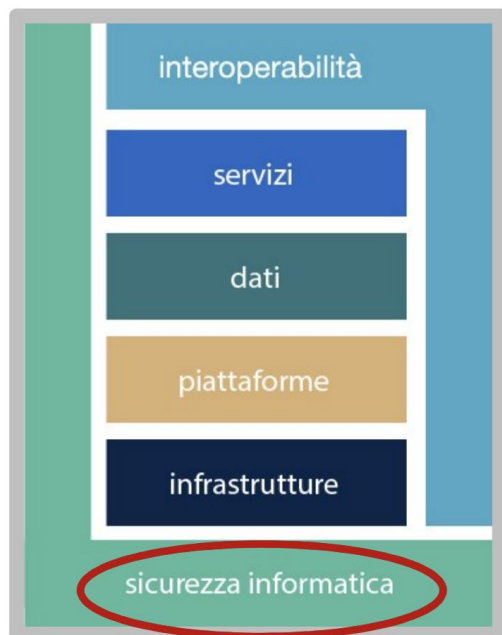 interoperabilità
servizi
dati
piattaforme
infrastrutture
sicurezza informatica